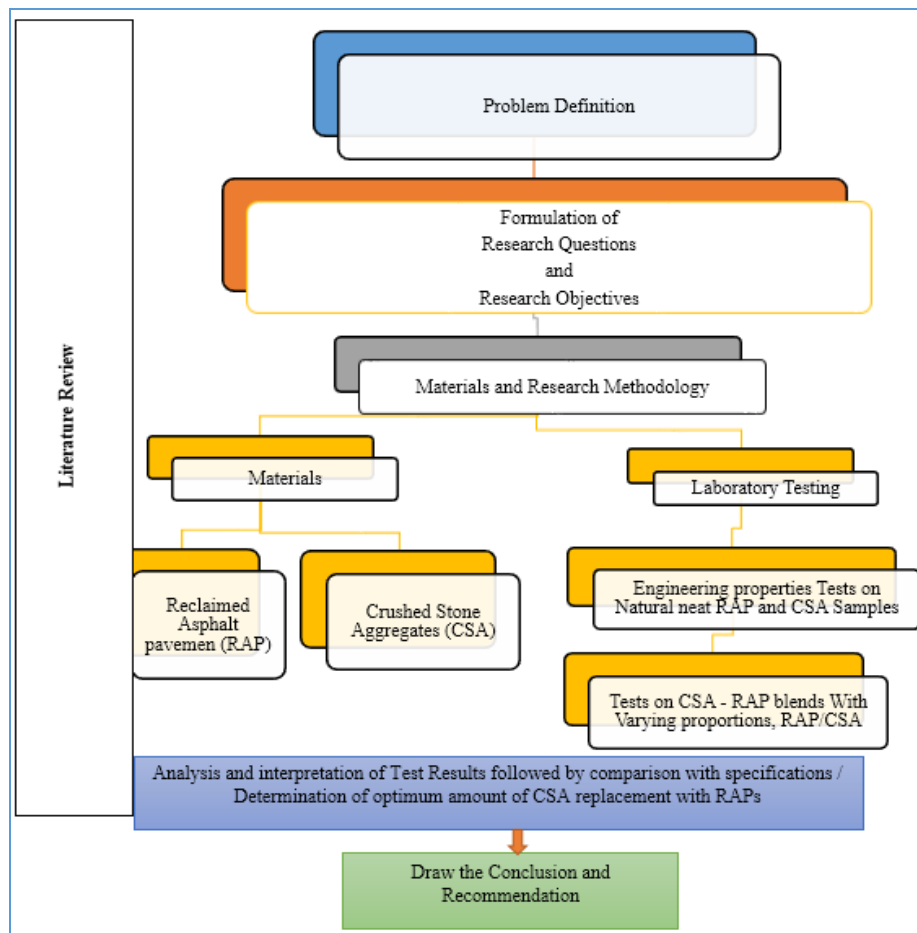 Literature Review
Problem Definition
Formulation of
Research Questions
and
Research Objectives
Materials and Research Methodology
Materials
Laboratory Testing
Reclaimed
Asphalt
pavemen (RAP)
Crushed Stone
Aggregates (CSA)
Engineering properties Tests on
Natural neat RAP and CSA Samples
Tests on CSA - RAP blends With
Varying proportions, RAP/CSA
Analysis and interpretation of Test Results followed by comparison with specifications /
Determination of optimum amount of CSA replacement with RAPs
Draw the Conclusion and
Recommendation